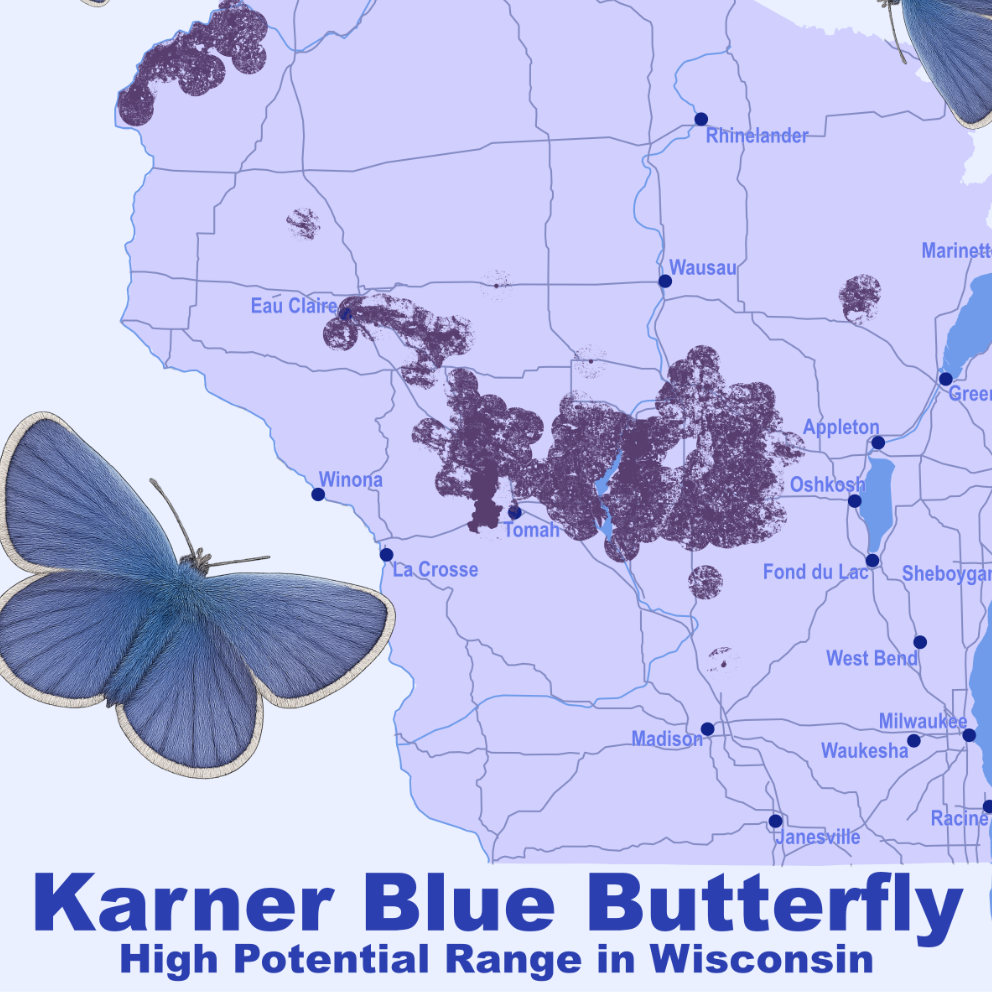 Rhinelander
Marinett
Wausau
Eau Claire
Green
Appleton
Winona
Oshkosh
Tomah
La Crosse
Fond du Lac
Sheboygan
West Bend
Milwaukee
Madison
Waukesha
Racine
Janesville
Karner Blue Butterfly
High Potential Range in Wisconsin